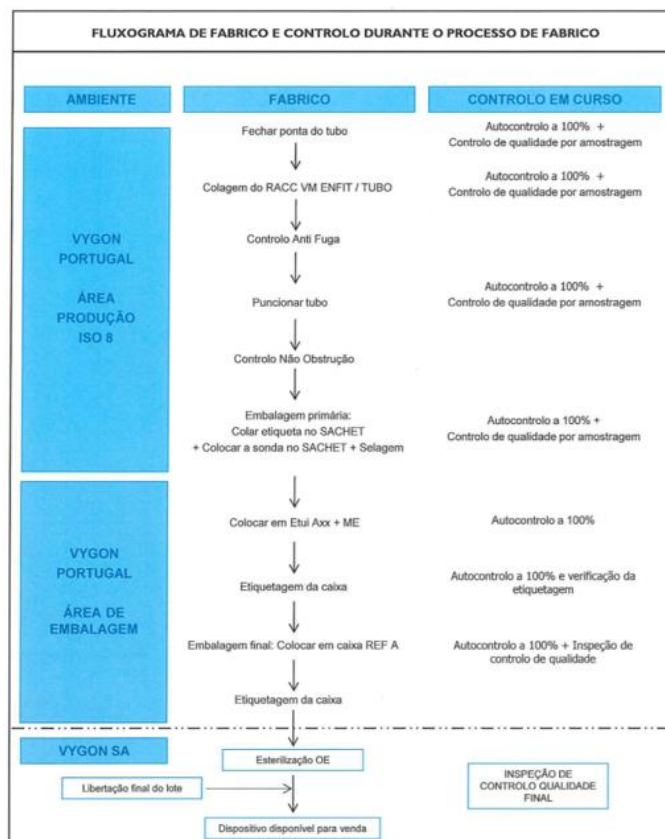 FLUXOGRAMA DE FABRICO E CONTROLO DURANTE O PROCESSO DE FABRICO
AMBIENTE
FABRICO
CONTROLO EM CURSO
VYGON
PORTUGAL
ÁREA
PRODUÇÃO
ISO 8
Fechar ponta do tubo
Autocontrolo a 100% +
Controlo de qualidade por amostragem
Colagem do RACC VM ENFIT / TUBO
Autocontrolo a 100% +
Controlo de qualidade por amostragem
Controlo Anti Fuga
Puncionar tubo
Autocontrolo a 100% +
Controlo de qualidade por amostragem
Controlo Não Obstrução
Embalagem primária:
Colar etiqueta no SACHET
+ Colocar a sonda no SACHET + Selagem
Autocontrolo a 100% +
Controlo de qualidade por amostragem
VYGON
PORTUGAL
ÁREA DE
EMBALAGEM
Colocar em Etui Axx + ME
Autocontrolo a 100%
Etiquetagem da caixa
Autocontrolo a 100% e verificação da
etiquetagem
Embalagem final: Colocar em caixa REF A
Autocontrolo a 100% + Inspeção de
controlo de qualidade
Etiquetagem da caixa
VYGON SA
Esterilização OE
Libertação final do lote
INSPEÇÃO DE
CONTROLO QUALIDADE
FINAL
Dispositivo disponível para venda